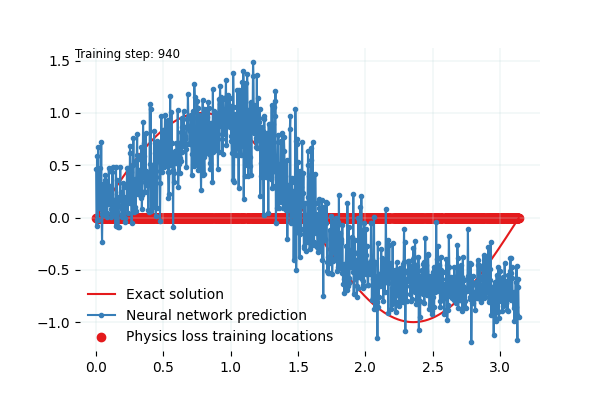 Training step: 940
1.5
1.0
0.5
0.0
−0.5
−1.0
Exact solution
Neural network prediction
Physics loss training locations
0.0 0.5 1.0 1.5 2.0 2.5 3.0